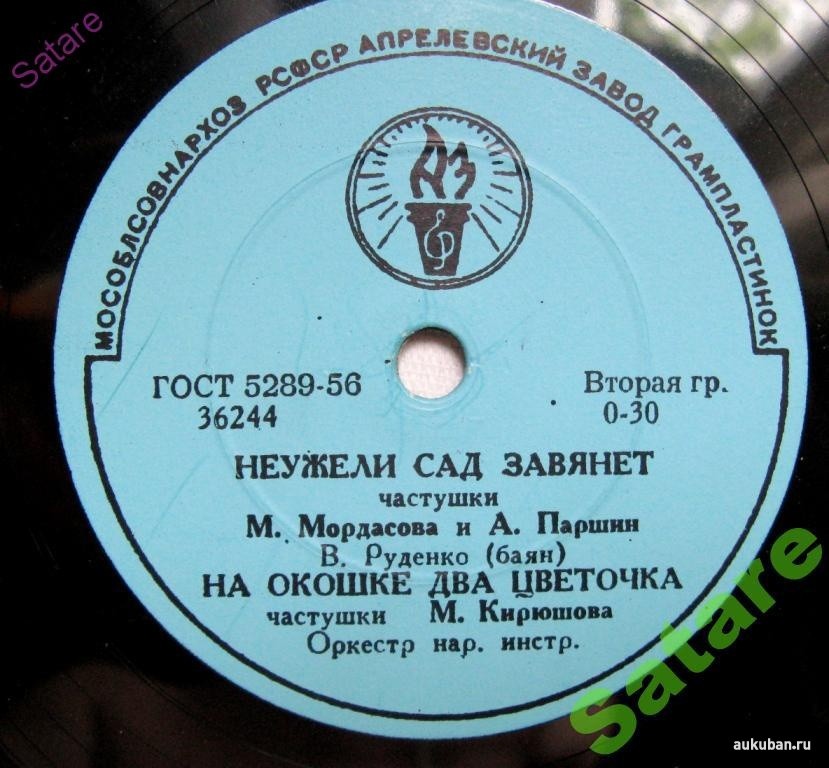 Satare
МОСОБЛСОВНАРХОЗ РСФСР АПРЕЛЕВСКИЙ ЗАВОД ГРАМПЛАСТИНОК
АЗ
ГОСТ 5289-56
Вторая гр.
36244
0-30
НЕУЖЕЛИ САД ЗАВЯНЕТ
частушки
М. Мордасова и А. Паршин
В. Руденко (баян)
НА ОКОШКЕ ДВА ЦВЕТОЧКА
частушки М. Кирюшова
Оркестр нар. инстр.
Satare
aukuban.ru